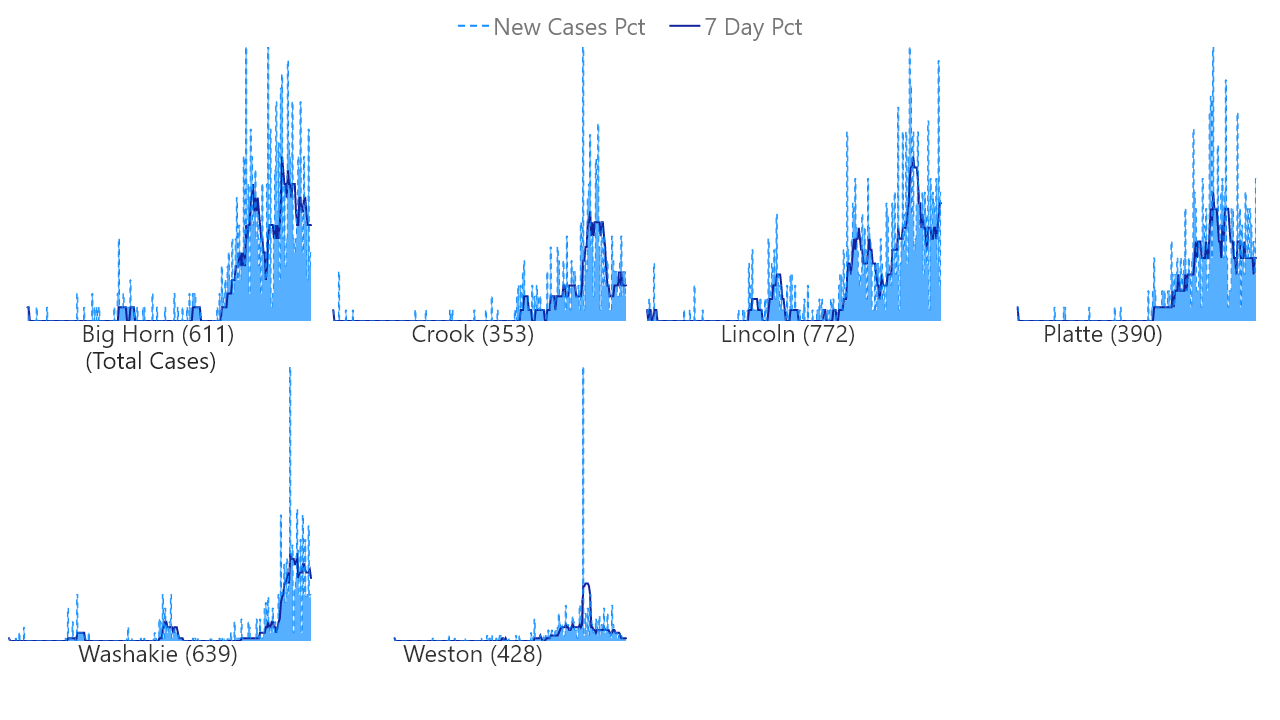 New Cases Pct 7 Day Pct
Big Horn (611)
(Total Cases)
Crook (353)
Lincoln (772)
Platte (390)
Washakie (639)
Weston (428)